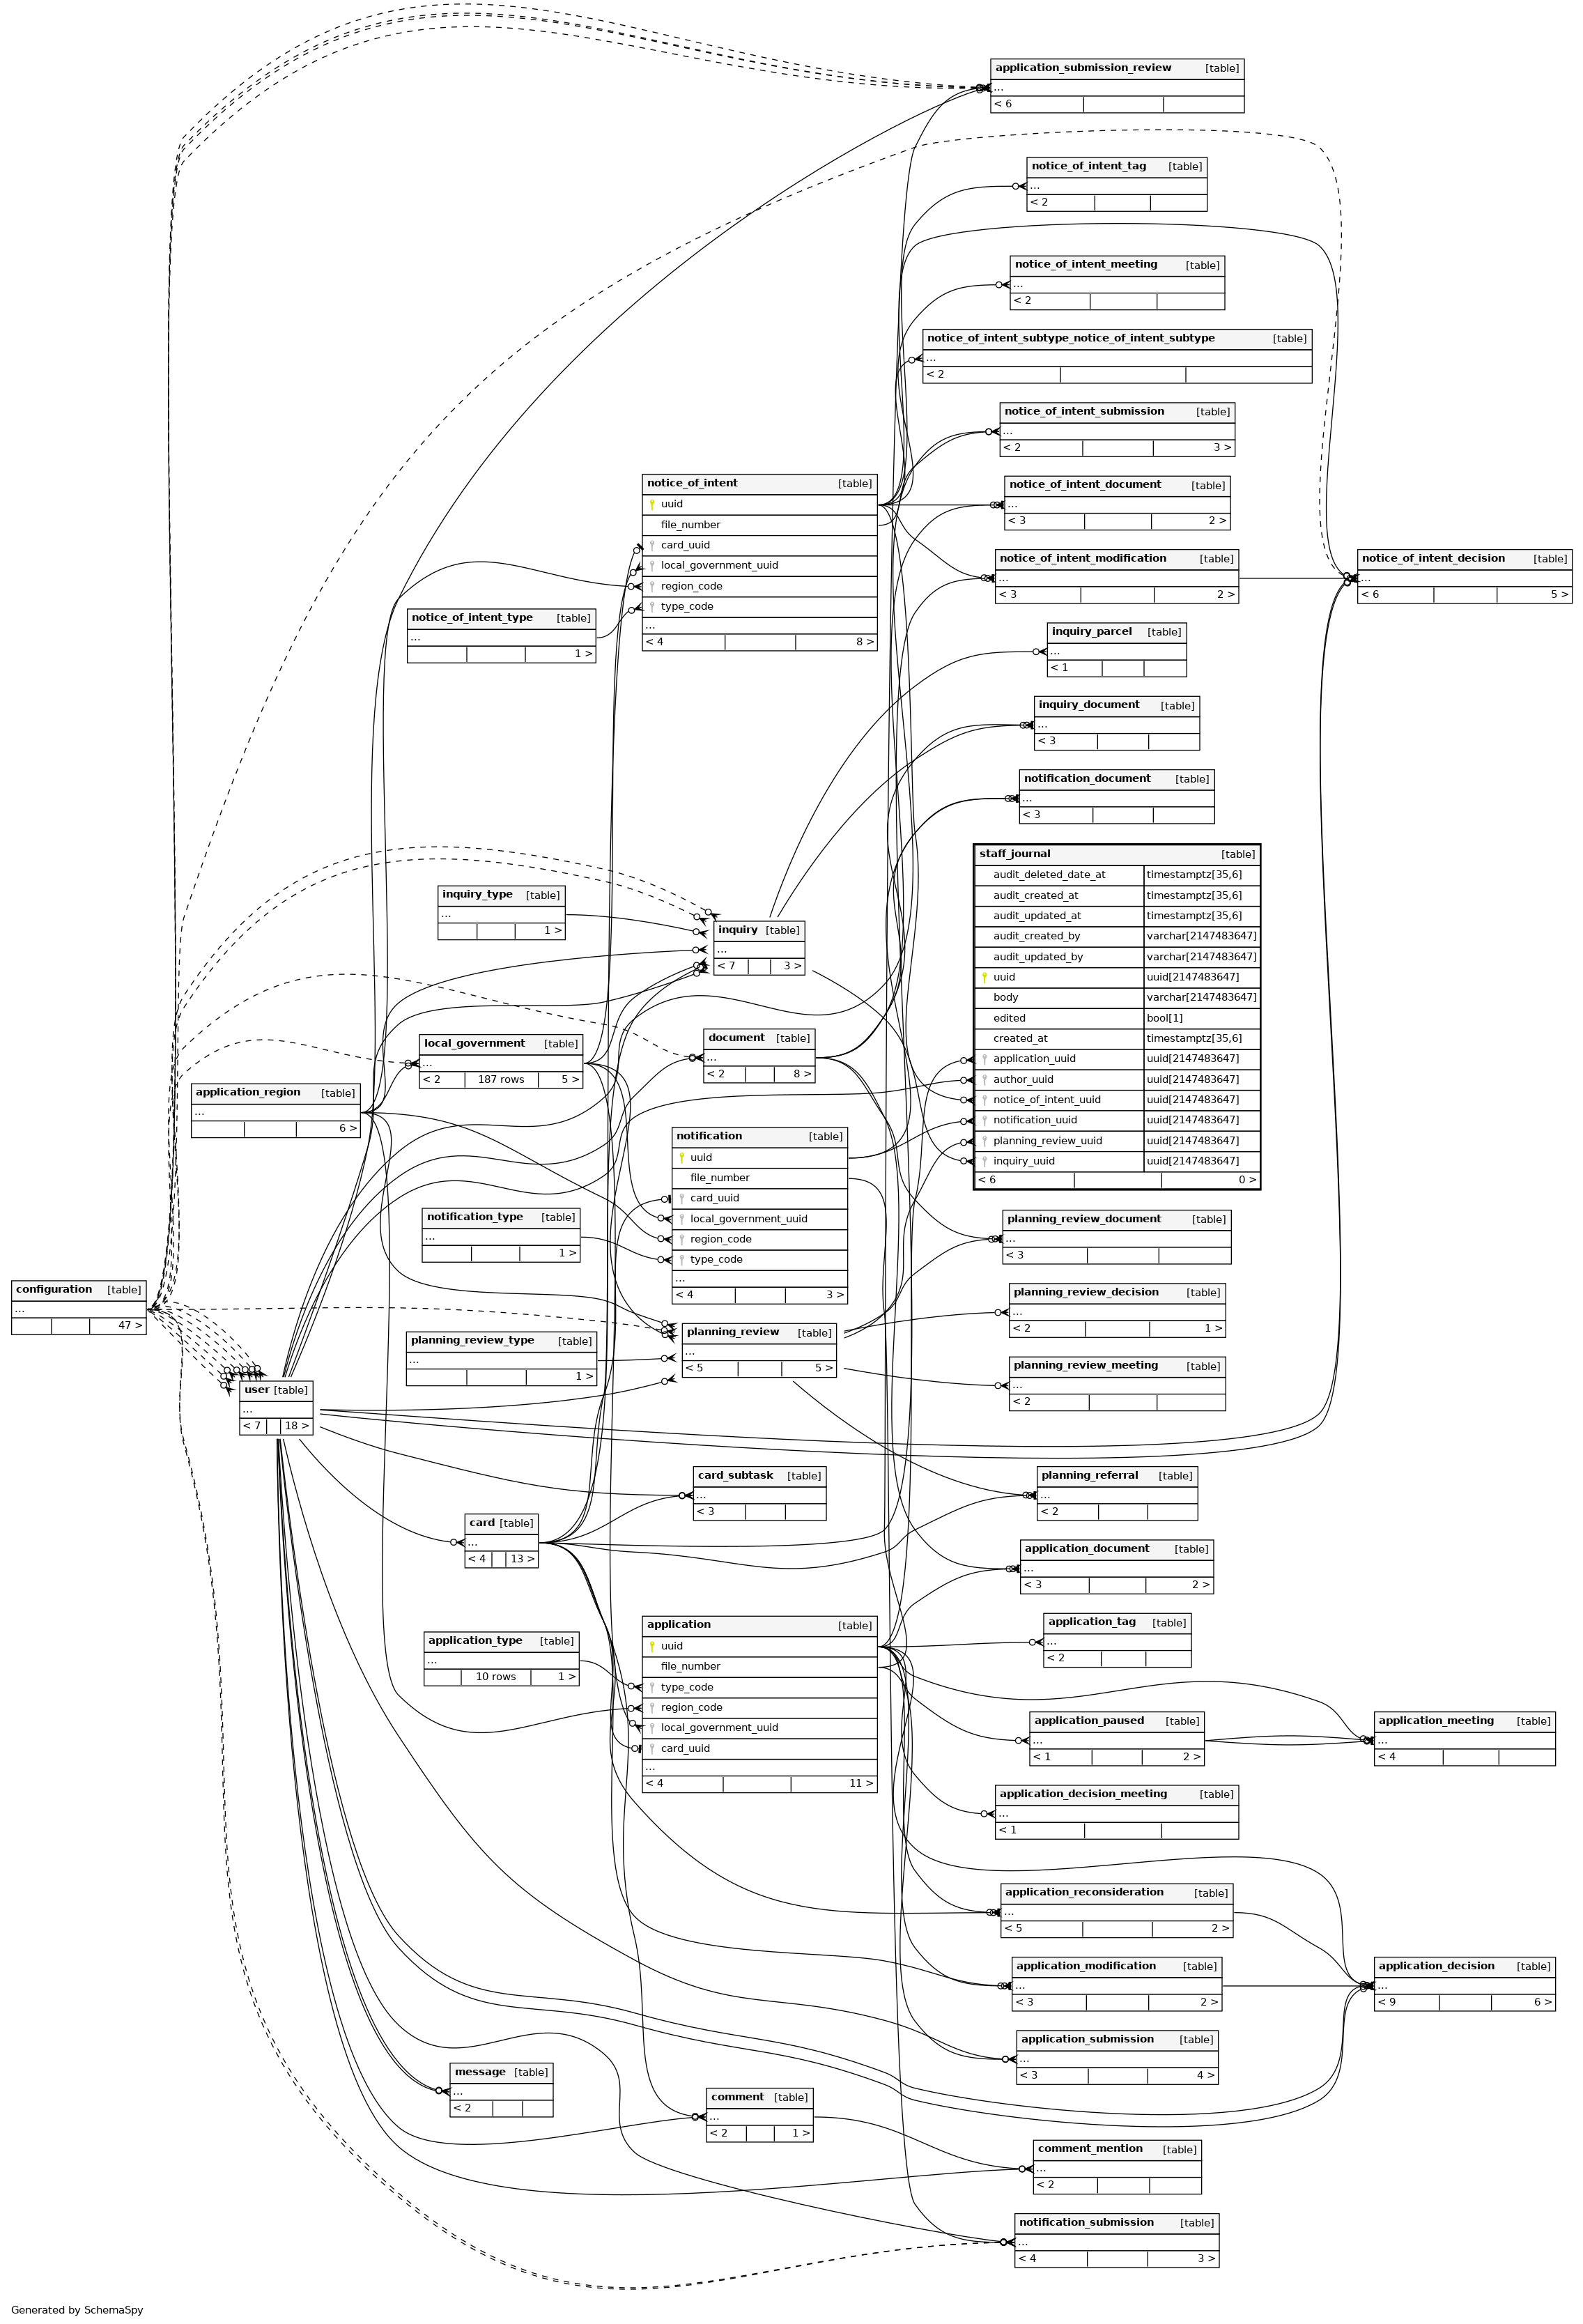 application_submission_review [table]
...
< 6
notice_of_intent_tag [table]
...
< 2
notice_of_intent_meeting [table]
...
< 2
notice_of_intent_subtype_notice_of_intent_subtype [table]
...
< 2
notice_of_intent_submission [table]
...
< 2 3 >
notice_of_intent_document [table]
...
< 3 2 >
notice_of_intent_modification [table]
...
< 3 2 >
notice_of_intent_decision [table]
...
< 6 5 >
notice_of_intent [table]
uuid
file_number
card_uuid
local_government_uuid
region_code
type_code
...
< 4 8 >
notice_of_intent_type [table]
...
1 >
inquiry_parcel [table]
...
< 1
inquiry_document [table]
...
< 3
notification_document [table]
...
< 3
staff_journal [table]
audit_deleted_date_at timestamptz[35,6]
audit_created_at timestamptz[35,6]
audit_updated_at timestamptz[35,6]
audit_created_by varchar[2147483647]
audit_updated_by varchar[2147483647]
uuid uuid[2147483647]
body varchar[2147483647]
edited bool[1]
created_at timestamptz[35,6]
application_uuid uuid[2147483647]
author_uuid uuid[2147483647]
notice_of_intent_uuid uuid[2147483647]
notification_uuid uuid[2147483647]
planning_review_uuid uuid[2147483647]
inquiry_uuid uuid[2147483647]
< 6 0 >
inquiry_type [table]
...
1 >
inquiry [table]
...
< 7 3 >
local_government [table]
...
< 2 187 rows 5 >
document [table]
...
< 2 8 >
application_region [table]
...
6 >
notification [table]
uuid
file_number
card_uuid
local_government_uuid
region_code
type_code
...
< 4 3 >
notification_type [table]
...
1 >
configuration [table]
...
47 >
planning_review_type [table]
...
1 >
planning_review [table]
...
< 5 5 >
planning_review_document [table]
...
< 3
planning_review_decision [table]
...
< 2 1 >
planning_review_meeting [table]
...
< 2
user [table]
...
< 7 18 >
card_subtask [table]
...
< 3
planning_referral [table]
...
< 2
card [table]
...
< 4 13 >
application_document [table]
...
< 3 2 >
application_type [table]
...
10 rows 1 >
application [table]
uuid
file_number
type_code
region_code
local_government_uuid
card_uuid
...
< 4 11 >
application_tag [table]
...
< 2
application_paused [table]
...
< 1 2 >
application_meeting [table]
...
< 4
application_decision_meeting [table]
...
< 1
application_reconsideration [table]
...
< 5 2 >
application_modification [table]
...
< 3 2 >
application_decision [table]
...
< 9 6 >
application_submission [table]
...
< 3 4 >
message [table]
...
< 2
comment [table]
...
< 2 1 >
comment_mention [table]
...
< 2
notification_submission [table]
...
< 4 3 >
Generated by SchemaSpy